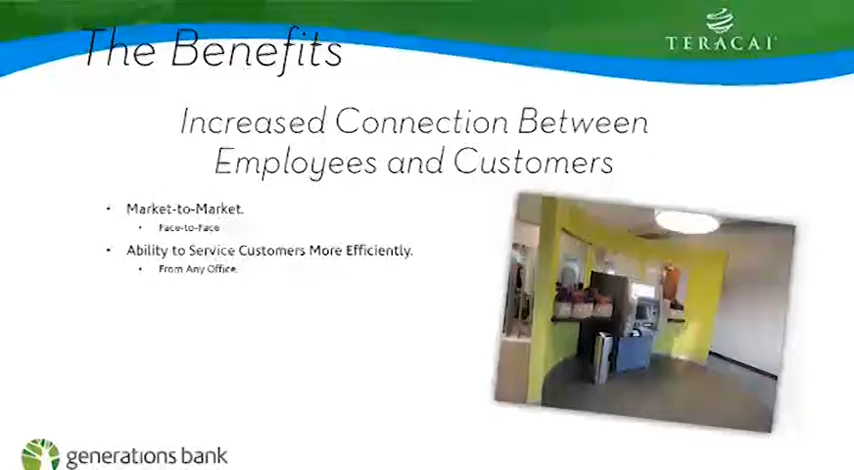 The Benefits
TERACAI
Increased Connection Between
Employees and Customers
• Market-to-Market.
• Face-to-Face
• Ability to Service Customers More Efficiently.
• From Any Office.
generations bank